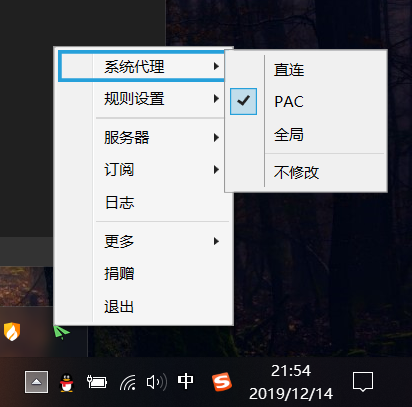 系统代理
规则设置
服务器
订阅
日志
更多
捐赠
退出
直连
PAC
全局
不修改
中
S
21:54
2019/12/14